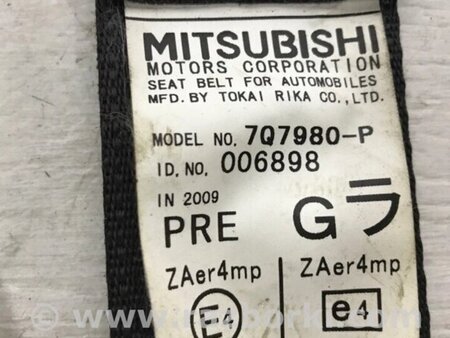 MITSUBISHI
MOTORS CORPORATION
SEAT BELT FOR AUTOMOBILES
MFD. BY TOKAI RIKA CO., LTD.
MODEL NO. 7Q7980-P
I.D. NO. 006898
IN 2009
PRE Gラ
ZAer4mp ZAer4mp
E4 e4